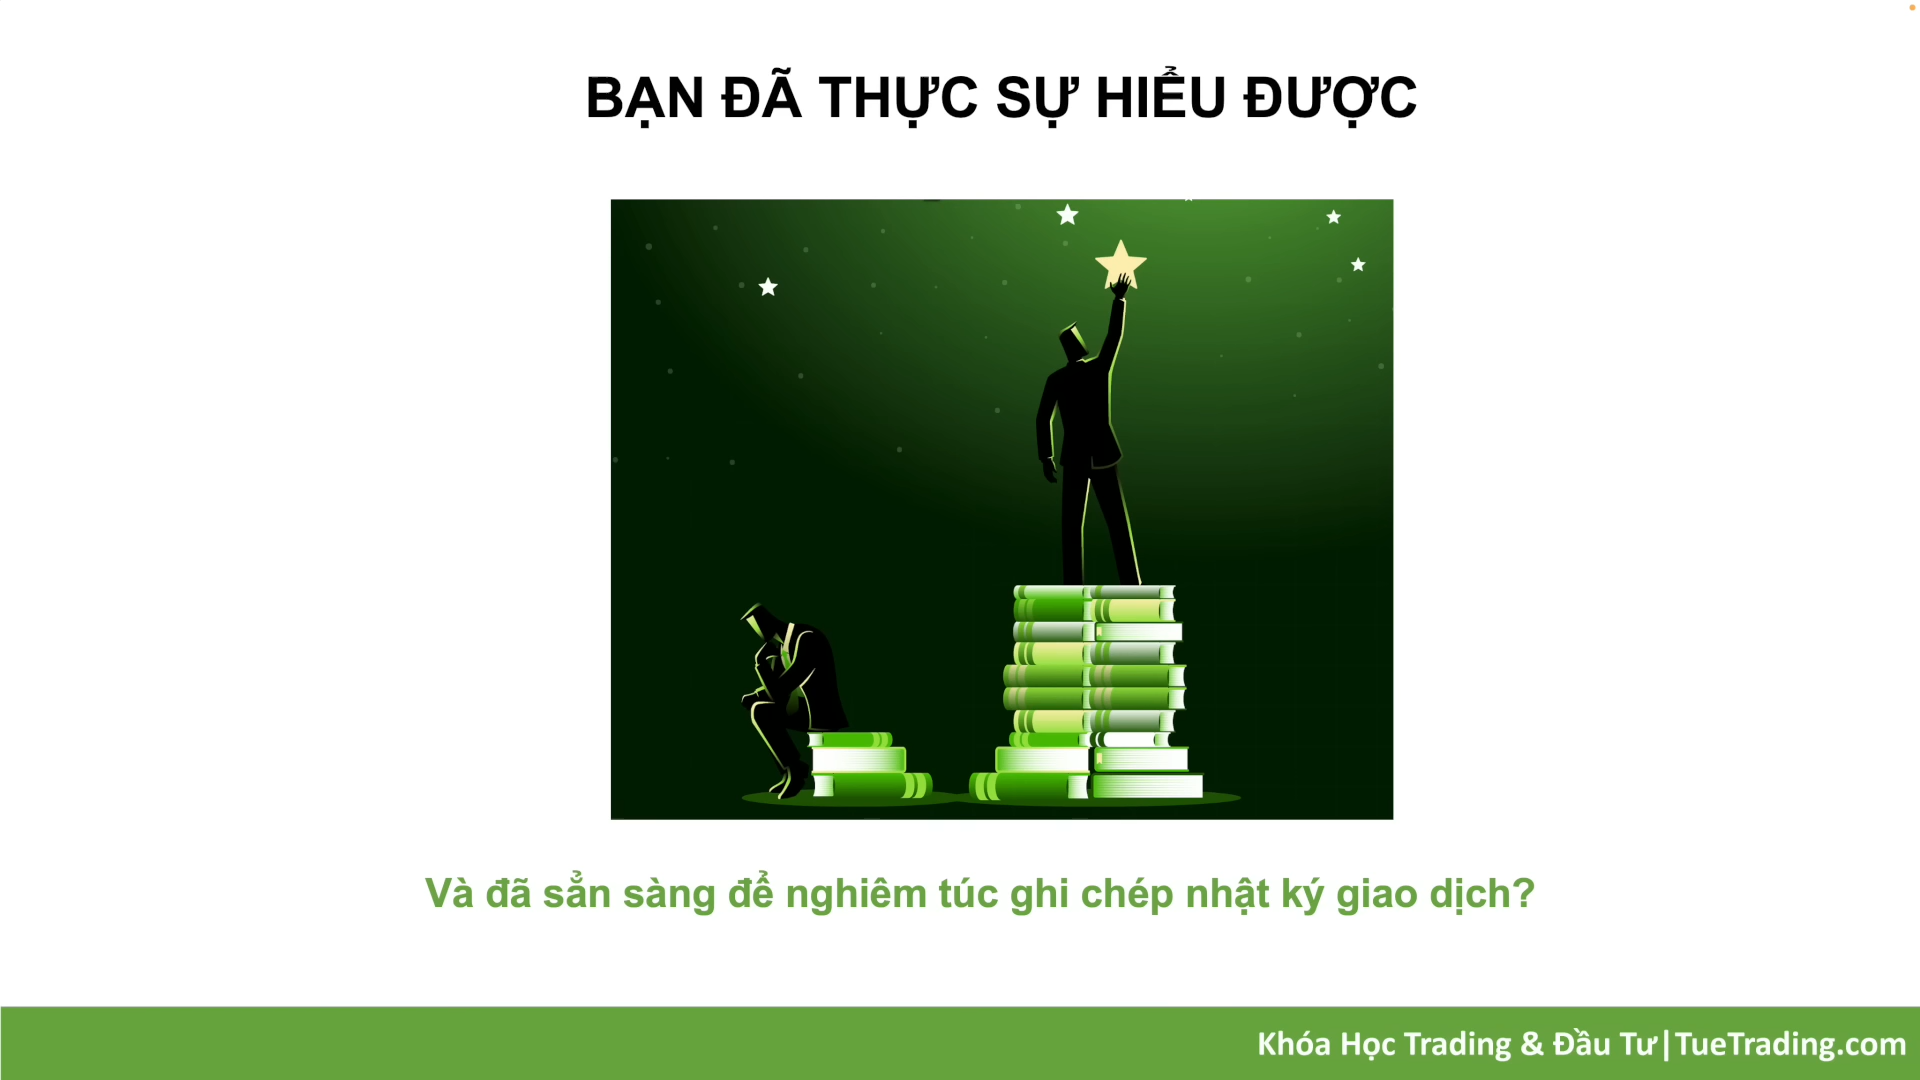 BẠN ĐÃ THỰC SỰ HIỂU ĐƯỢC
Và đã sẳn sàng để nghiêm túc ghi chép nhật ký giao dịch?
Khóa Học Trading & Đầu Tư|TueTrading.com